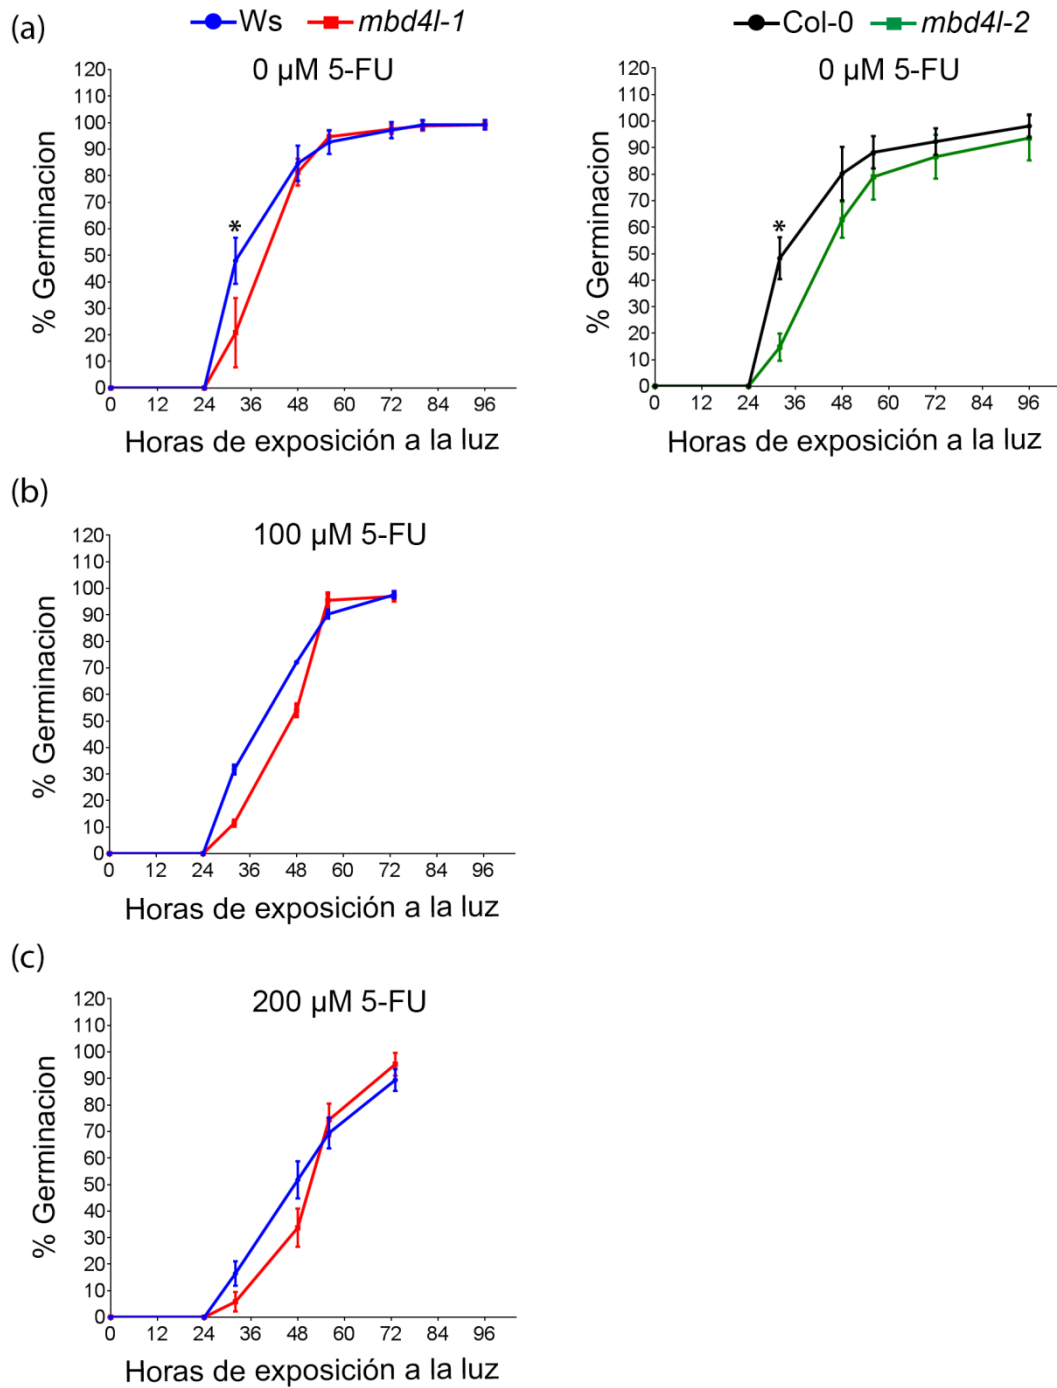 (a)
Ws mbd4l-1
Col-0 mbd4l-2
0 µM 5-FU
120
110
100
90
80
70
60
50
40
30
20
10
0
*
% Germinacion
0 12 24 36 48 60 72 84 96
Horas de exposición a la luz
0 µM 5-FU
120
110
100
90
80
70
60
50
40
30
20
10
0
*
% Germinacion
0 12 24 36 48 60 72 84 96
Horas de exposición a la luz
(b)
100 µM 5-FU
120
110
100
90
80
70
60
50
40
30
20
10
0
% Germinacion
0 12 24 36 48 60 72 84 96
Horas de exposición a la luz
(c)
200 µM 5-FU
120
110
100
90
80
70
60
50
40
30
20
10
0
% Germinacion
0 12 24 36 48 60 72 84 96
Horas de exposición a la luz